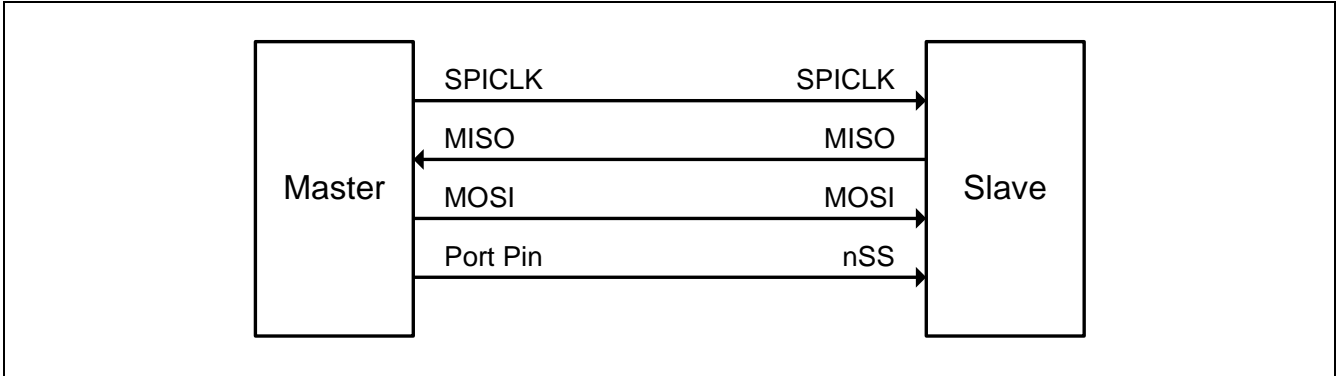 SPICLK SPICLK
MISO MISO
Master MOSI MOSI Slave
Port Pin nSS